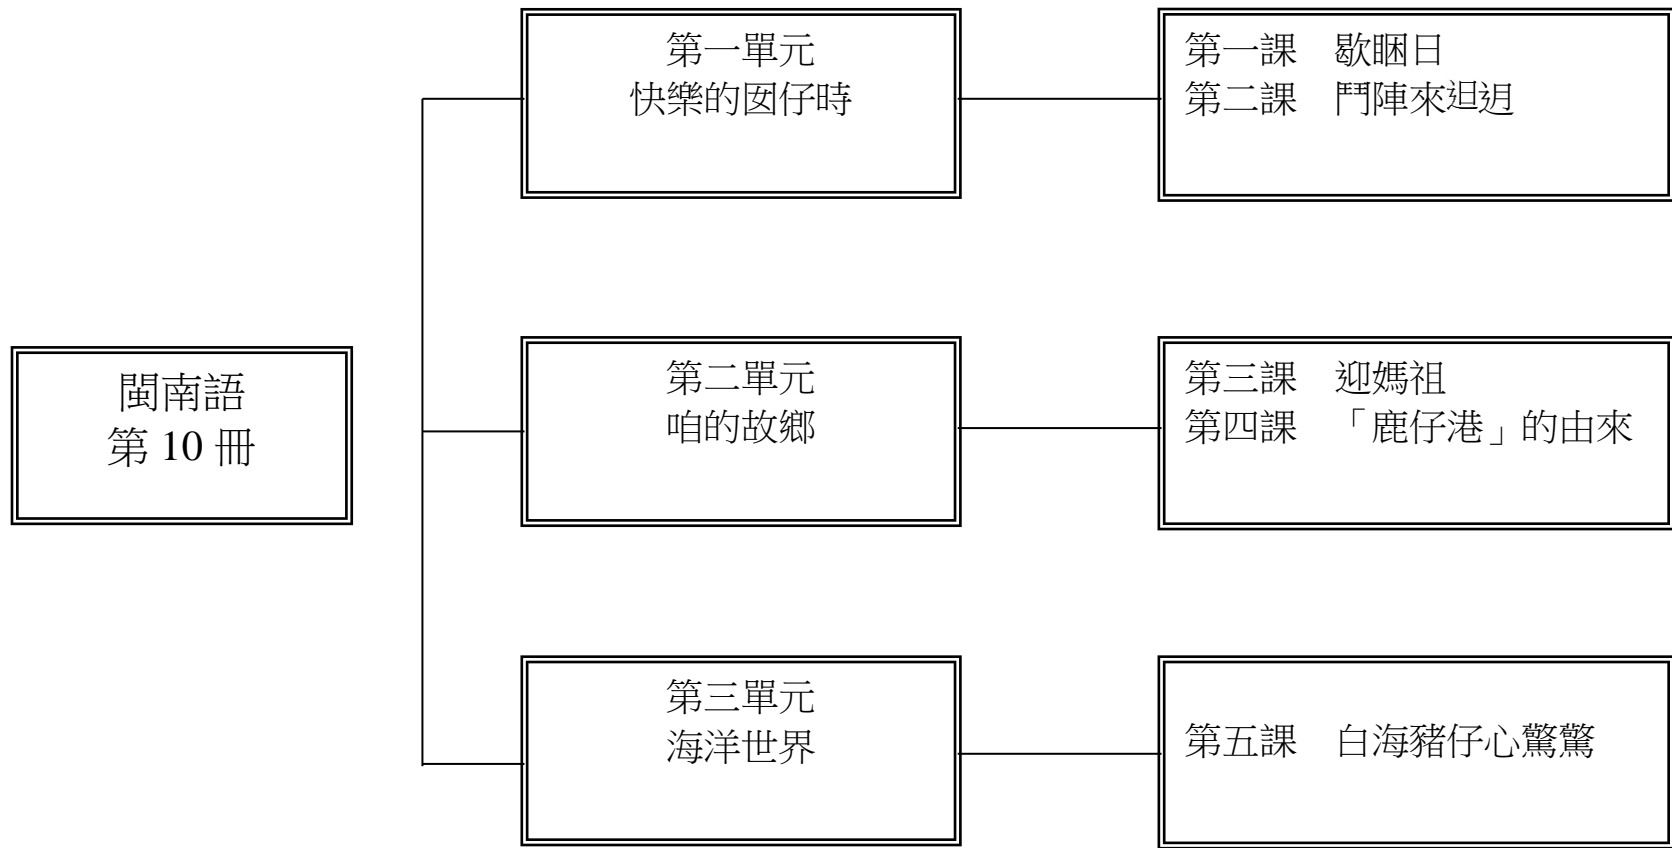 閩南語
第 10 冊
第一單元
快樂的囡仔時
第一課　歇睏日
第二課　鬥陣來𨑨迌
第二單元
咱的故鄉
第三課　迎媽祖
第四課　「鹿仔港」的由來
第三單元
海洋世界
第五課　白海豬仔心驚驚